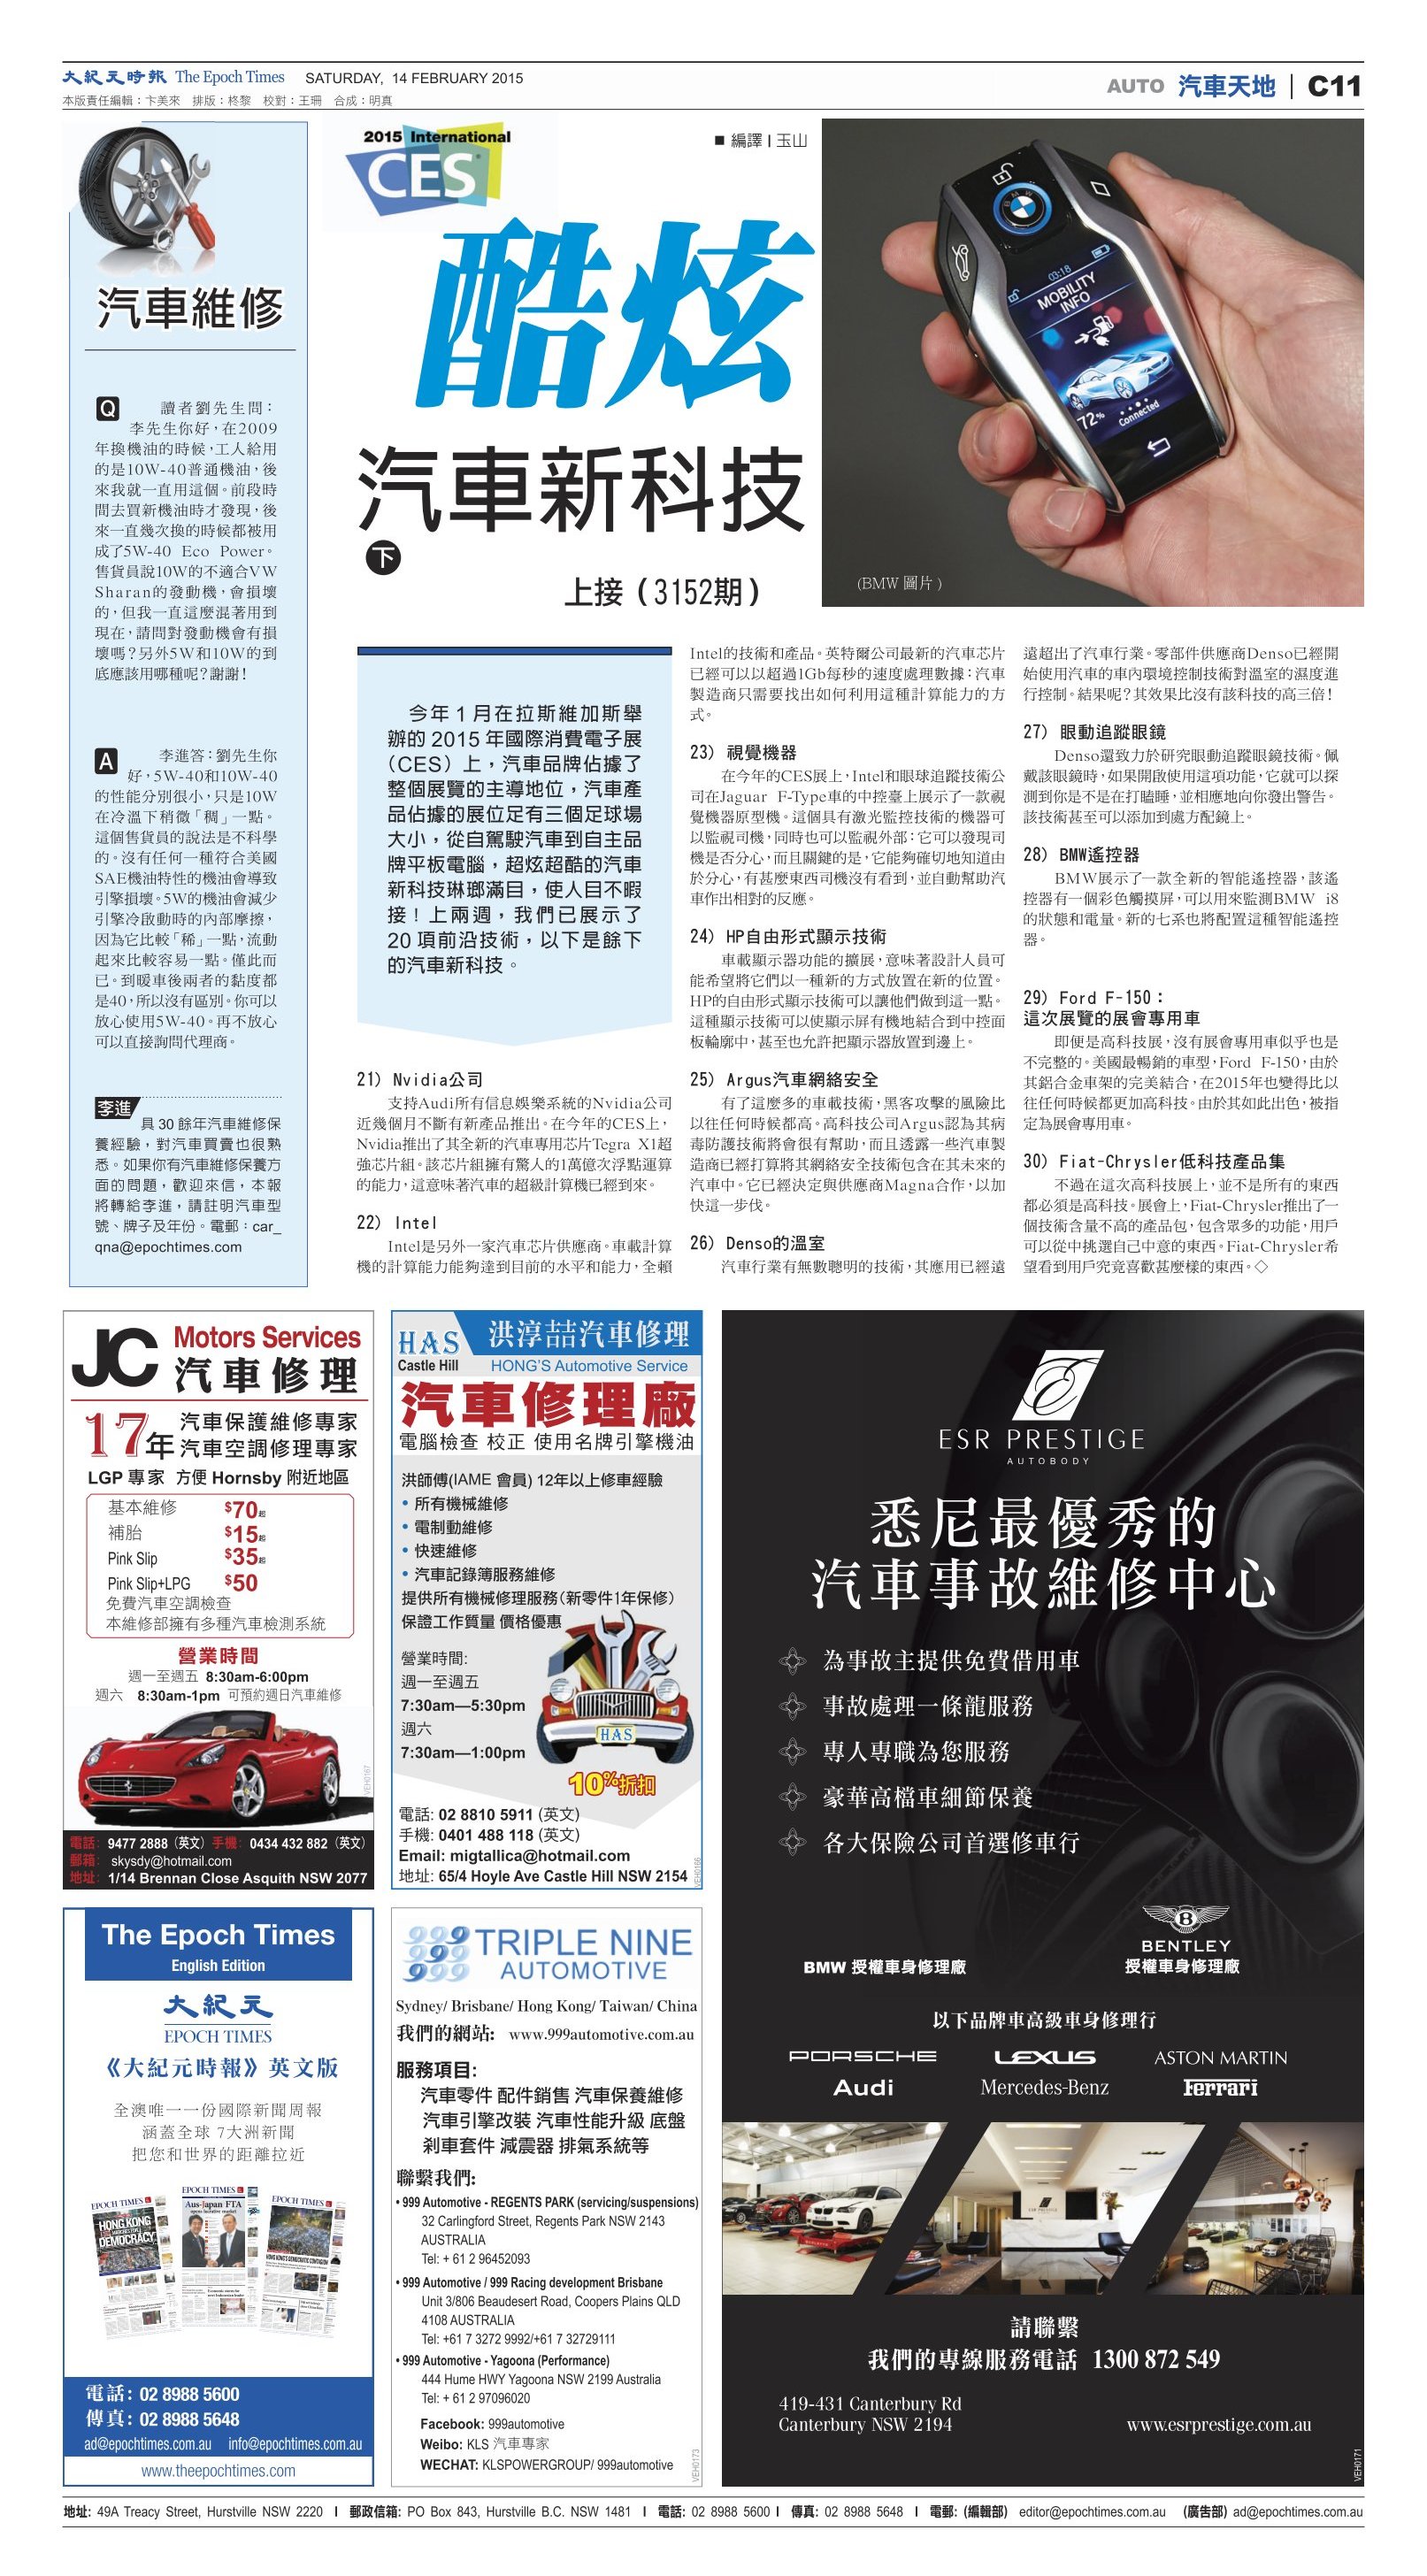 大紀元時報 The Epoch Times SATURDAY, 14 FEBRUARY 2015
本版責任編輯：卞美來 排版：柊黎 校對：王珊 合成：明真
AUTO 汽車天地 | C11
汽車維修
Q 讀者劉先生問：
李先生你好，在2009
年換機油的時候，工人給用
的是10W-40普通機油，後
來我就一直用這個。前段時
間去買新機油時才發現，後
來一直幾次換的時候都被用
成了5W-40 Eco Power。
售貨員說10W的不適合VW
Sharan的發動機，會損壞
的，但我一直這麼混著用到
現在，請問對發動機會有損
壞嗎？另外5W和10W的到
底應該用哪種呢？謝謝！
A 李進答：劉先生你
好，5W-40和10W-40
的性能分別很小，只是10W
在冷溫下稍微「稠」一點。
這個售貨員的說法是不科學
的。沒有任何一種符合美國
SAE機油特性的機油會導致
引擎損壞。5W的機油會減少
引擎冷啟動時的內部摩擦，
因為它比較「稀」一點，流動
起來比較容易一點。僅此而
已。到暖車後兩者的黏度都
是40，所以沒有區別。你可以
放心使用5W-40。再不放心
可以直接詢問代理商。
李進
具 30 餘年汽車維修保
養經驗，對汽車買賣也很熟
悉。如果你有汽車維修保養方
面的問題，歡迎來信，本報
將轉給李進，請註明汽車型
號、牌子及年份。電郵：car_
qna@epochtimes.com
2015 International
CES
■ 編譯 | 玉山
酷炫
汽車新科技
下
上接（3152期）
BMW
03:18
MOBILITY
INFO
72%
Connected
(BMW 圖片)
今年 1 月在拉斯維加斯舉
辦的 2015 年國際消費電子展
（CES）上，汽車品牌佔據了
整個展覽的主導地位，汽車產
品佔據的展位足有三個足球場
大小，從自駕駛汽車到自主品
牌平板電腦，超炫超酷的汽車
新科技琳瑯滿目，使人目不暇
接！上兩週，我們已展示了
20 項前沿技術，以下是餘下
的汽車新科技。
21) Nvidia公司
支持Audi所有信息娛樂系統的Nvidia公司
近幾個月不斷有新產品推出。在今年的CES上，
Nvidia推出了其全新的汽車專用芯片Tegra X1超
強芯片組。該芯片組擁有驚人的1萬億次浮點運算
的能力，這意味著汽車的超級計算機已經到來。
22) Intel
Intel是另外一家汽車芯片供應商。車載計算
機的計算能力能夠達到目前的水平和能力，全賴
Intel的技術和產品。英特爾公司最新的汽車芯片
已經可以以超過1Gb每秒的速度處理數據：汽車
製造商只需要找出如何利用這種計算能力的方
式。
23) 視覺機器
在今年的CES展上，Intel和眼球追蹤技術公
司在Jaguar F-Type車的中控臺上展示了一款視
覺機器原型機。這個具有激光監控技術的機器可
以監視司機，同時也可以監視外部：它可以發現司
機是否分心，而且關鍵的是，它能夠確切地知道由
於分心，有甚麼東西司機沒有看到，並自動幫助汽
車作出相對的反應。
24) HP自由形式顯示技術
車載顯示器功能的擴展，意味著設計人員可
能希望將它們以一種新的方式放置在新的位置。
HP的自由形式顯示技術可以讓他們做到這一點。
這種顯示技術可以使顯示屏有機地結合到中控面
板輪廓中，甚至也允許把顯示器放置到邊上。
25) Argus汽車網絡安全
有了這麼多的車載技術，黑客攻擊的風險比
以往任何時候都高。高科技公司Argus認為其病
毒防護技術將會很有幫助，而且透露一些汽車製
造商已經打算將其網絡安全技術包含在其未來的
汽車中。它已經決定與供應商Magna合作，以加
快這一步伐。
26) Denso的溫室
汽車行業有無數聰明的技術，其應用已經遠
遠超出了汽車行業。零部件供應商Denso已經開
始使用汽車的車內環境控制技術對溫室的濕度進
行控制。結果呢？其效果比沒有該科技的高三倍！
27) 眼動追蹤眼鏡
Denso還致力於研究眼動追蹤眼鏡技術。佩
戴該眼鏡時，如果開啟使用這項功能，它就可以探
測到你是不是在打瞌睡，並相應地向你發出警告。
該技術甚至可以添加到處方配鏡上。
28) BMW遙控器
BMW展示了一款全新的智能遙控器，該遙
控器有一個彩色觸摸屏，可以用來監測BMW i8
的狀態和電量。新的七系也將配置這種智能遙控
器。
29) Ford F-150：
這次展覽的展會專用車
即便是高科技展，沒有展會專用車似乎也是
不完整的。美國最暢銷的車型，Ford F-150，由於
其鋁合金車架的完美結合，在2015年也變得比以
往任何時候都更加高科技。由於其如此出色，被指
定為展會專用車。
30) Fiat-Chrysler低科技產品集
不過在這次高科技展上，並不是所有的東西
都必須是高科技。展會上，Fiat-Chrysler推出了一
個技術含量不高的產品包，包含眾多的功能，用戶
可以從中挑選自己中意的東西。Fiat-Chrysler希
望看到用戶究竟喜歡甚麼樣的東西。◇
JC Motors Services
汽車修理
17年 汽車保護維修專家
汽車空調修理專家
LGP 專家 方便 Hornsby 附近地區
基本維修 $70起
補胎 $15起
Pink Slip $35起
Pink Slip+LPG $50
免費汽車空調檢查
本維修部擁有多種汽車檢測系統
營業時間
週一至週五 8:30am-6:00pm
週六 8:30am-1pm 可預約週日汽車維修
VEH0167
電話: 9477 2888 (英文) 手機: 0434 432 882 (英文)
郵箱: skysdy@hotmail.com
地址: 1/14 Brennan Close Asquith NSW 2077
HAS 洪淳喆汽車修理
Castle Hill HONG'S Automotive Service
汽車修理廠
電腦檢查 校正 使用名牌引擎機油
洪師傅(IAME 會員) 12年以上修車經驗
• 所有機械維修
• 電制動維修
• 快速維修
• 汽車記錄簿服務維修
提供所有機械修理服務(新零件1年保修)
保證工作質量 價格優惠
營業時間:
週一至週五
7:30am—5:30pm
週六
7:30am—1:00pm
HAS
10%折扣
電話: 02 8810 5911 (英文)
手機: 0401 488 118 (英文)
Email: migtallica@hotmail.com
地址: 65/4 Hoyle Ave Castle Hill NSW 2154
VEH0166
ESR PRESTIGE
AUTOBODY
悉尼最優秀的
汽車事故維修中心
為事故主提供免費借用車
事故處理一條龍服務
專人專職為您服務
豪華高檔車細節保養
各大保險公司首選修車行
BMW 授權車身修理廠
B
BENTLEY
授權車身修理廠
以下品牌車高級車身修理行
PORSCHE LEXUS ASTON MARTIN
Audi Mercedes-Benz Ferrari
ESR PRESTIGE
請聯繫
我們的專線服務電話 1300 872 549
419-431 Canterbury Rd
Canterbury NSW 2194
www.esrprestige.com.au
VEH0171
The Epoch Times
English Edition
大紀元
EPOCH TIMES
《大紀元時報》英文版
全澳唯一一份國際新聞周報
涵蓋全球 7大洲新聞
把您和世界的距離拉近
EPOCH TIMES
HONG KONG
DEMOCRACY
EPOCH TIMES
Aus-Japan FTA
EPOCH TIMES
電話: 02 8988 5600
傳真: 02 8988 5648
ad@epochtimes.com.au info@epochtimes.com.au
www.theepochtimes.com
999 TRIPLE NINE
AUTOMOTIVE
Sydney/ Brisbane/ Hong Kong/ Taiwan/ China
我們的網站: www.999automotive.com.au
服務項目:
汽車零件 配件銷售 汽車保養維修
汽車引擎改裝 汽車性能升級 底盤
剎車套件 減震器 排氣系統等
聯繫我們:
• 999 Automotive - REGENTS PARK (servicing/suspensions)
32 Carlingford Street, Regents Park NSW 2143
AUSTRALIA
Tel: + 61 2 96452093
• 999 Automotive / 999 Racing development Brisbane
Unit 3/806 Beaudesert Road, Coopers Plains QLD
4108 AUSTRALIA
Tel: +61 7 3272 9992/+61 7 32729111
• 999 Automotive - Yagoona (Performance)
444 Hume HWY Yagoona NSW 2199 Australia
Tel: + 61 2 97096020
Facebook: 999automotive
Weibo: KLS 汽車專家
WECHAT: KLSPOWERGROUP/ 999automotive
VEH0173
地址: 49A Treacy Street, Hurstville NSW 2220 | 郵政信箱: PO Box 843, Hurstville B.C. NSW 1481 | 電話: 02 8988 5600 | 傳真: 02 8988 5648 | 電郵: (編輯部) editor@epochtimes.com.au (廣告部) ad@epochtimes.com.au